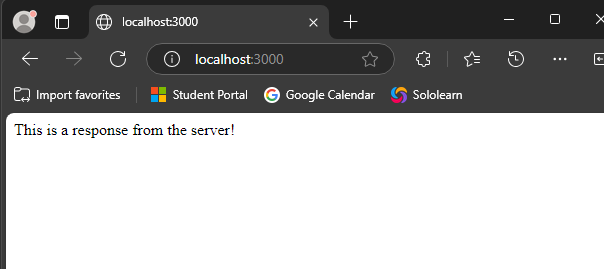 localhost:3000
localhost:3000
Import favorites Student Portal Google Calendar Sololearn
This is a response from the server!